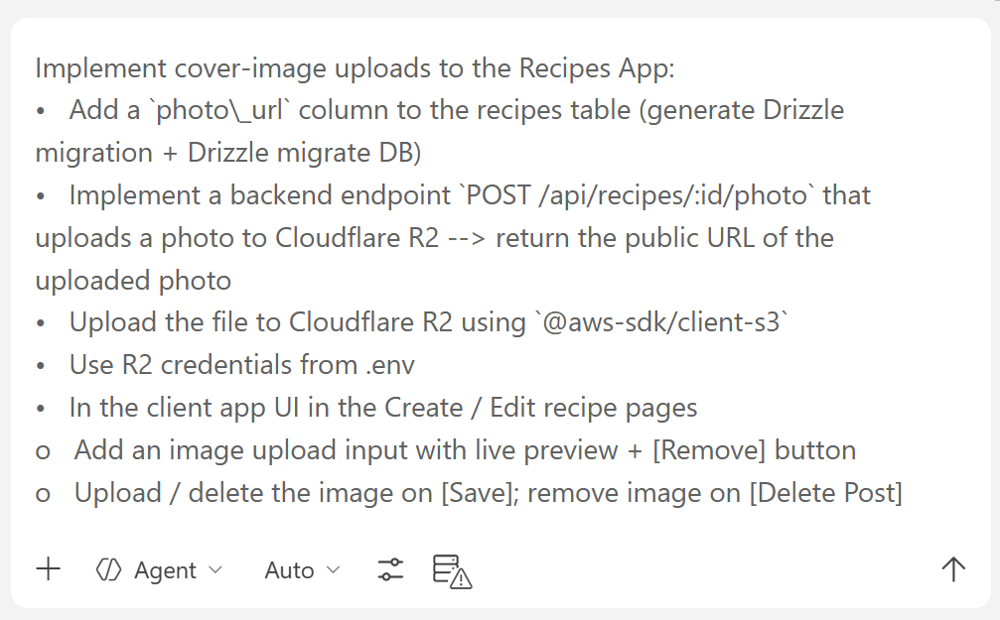 Implement cover-image uploads to the Recipes App:
•   Add a `photo\_url` column to the recipes table (generate Drizzle
migration + Drizzle migrate DB)
•   Implement a backend endpoint `POST /api/recipes/:id/photo` that
uploads a photo to Cloudflare R2 --> return the public URL of the
uploaded photo
•   Upload the file to Cloudflare R2 using `@aws-sdk/client-s3`
•   Use R2 credentials from .env
•   In the client app UI in the Create / Edit recipe pages
o   Add an image upload input with live preview + [Remove] button
o   Upload / delete the image on [Save]; remove image on [Delete Post]
Agent Auto